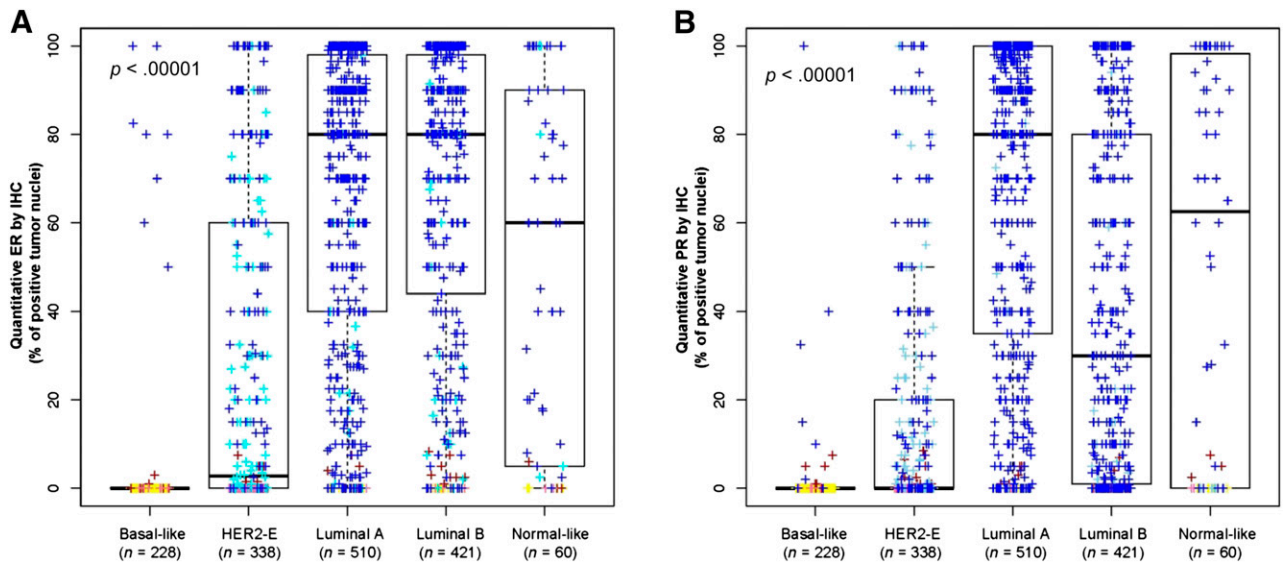 A
Quantitative ER by IHC
(% of positive tumor nuclei)
100
80
60
40
20
0
p < .00001
Basal-like
(n = 228)
HER2-E
(n = 338)
Luminal A
(n = 510)
Luminal B
(n = 421)
Normal-like
(n = 60)
B
Quantitative PR by IHC
(% of positive tumor nuclei)
100
80
60
40
20
0
p < .00001
Basal-like
(n = 228)
HER2-E
(n = 338)
Luminal A
(n = 510)
Luminal B
(n = 421)
Normal-like
(n = 60)